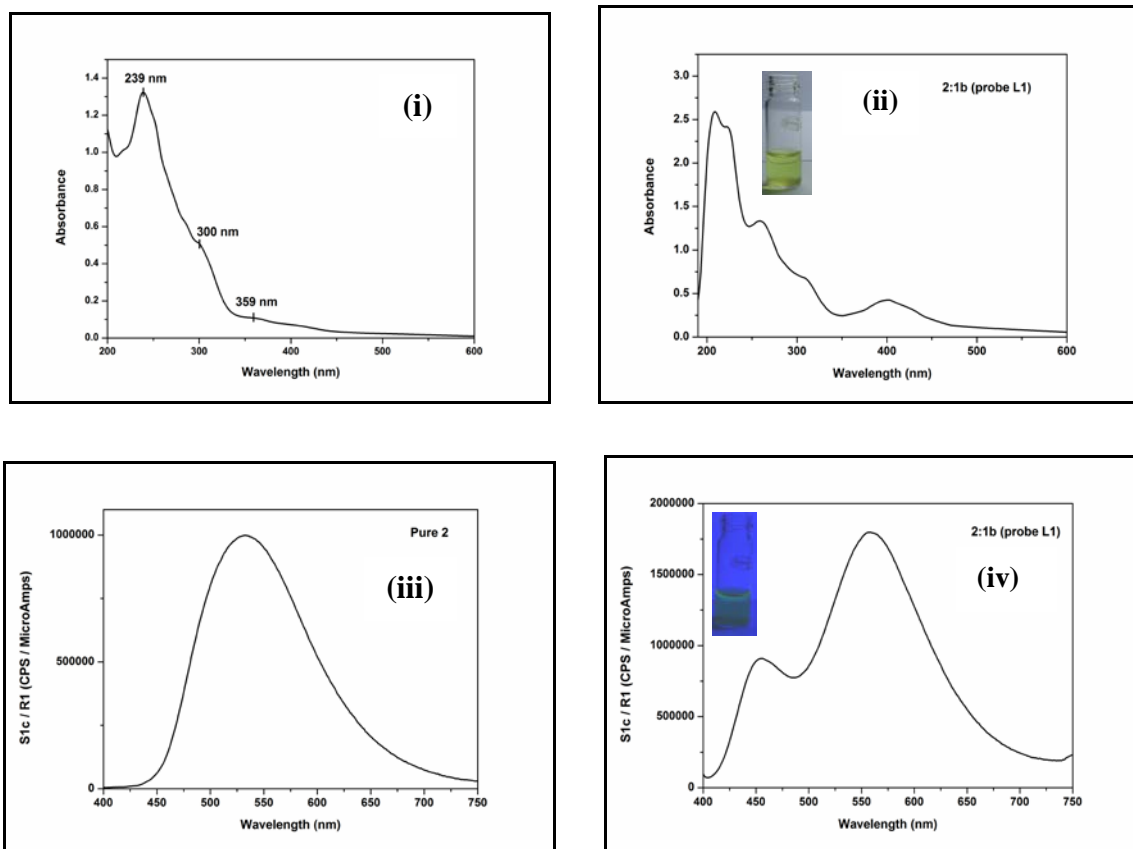 (i)
239 nm
300 nm
359 nm
1.4
1.2
1.0
0.8
0.6
0.4
0.2
0.0
200 300 400 500 600
Absorbance
Wavelength (nm)
(ii)
2:1b (probe L1)
3.0
2.5
2.0
1.5
1.0
0.5
0.0
200 300 400 500 600
Absorbance
Wavelength (nm)
(iii)
Pure 2
1000000
500000
0
400 450 500 550 600 650 700 750
S1c / R1 (CPS / MicroAmps)
Wavelength (nm)
(iv)
2:1b (probe L1)
2000000
1500000
1000000
500000
0
400 450 500 550 600 650 700 750
S1c / R1 (CPS / MicroAmps)
Wavelength (nm)